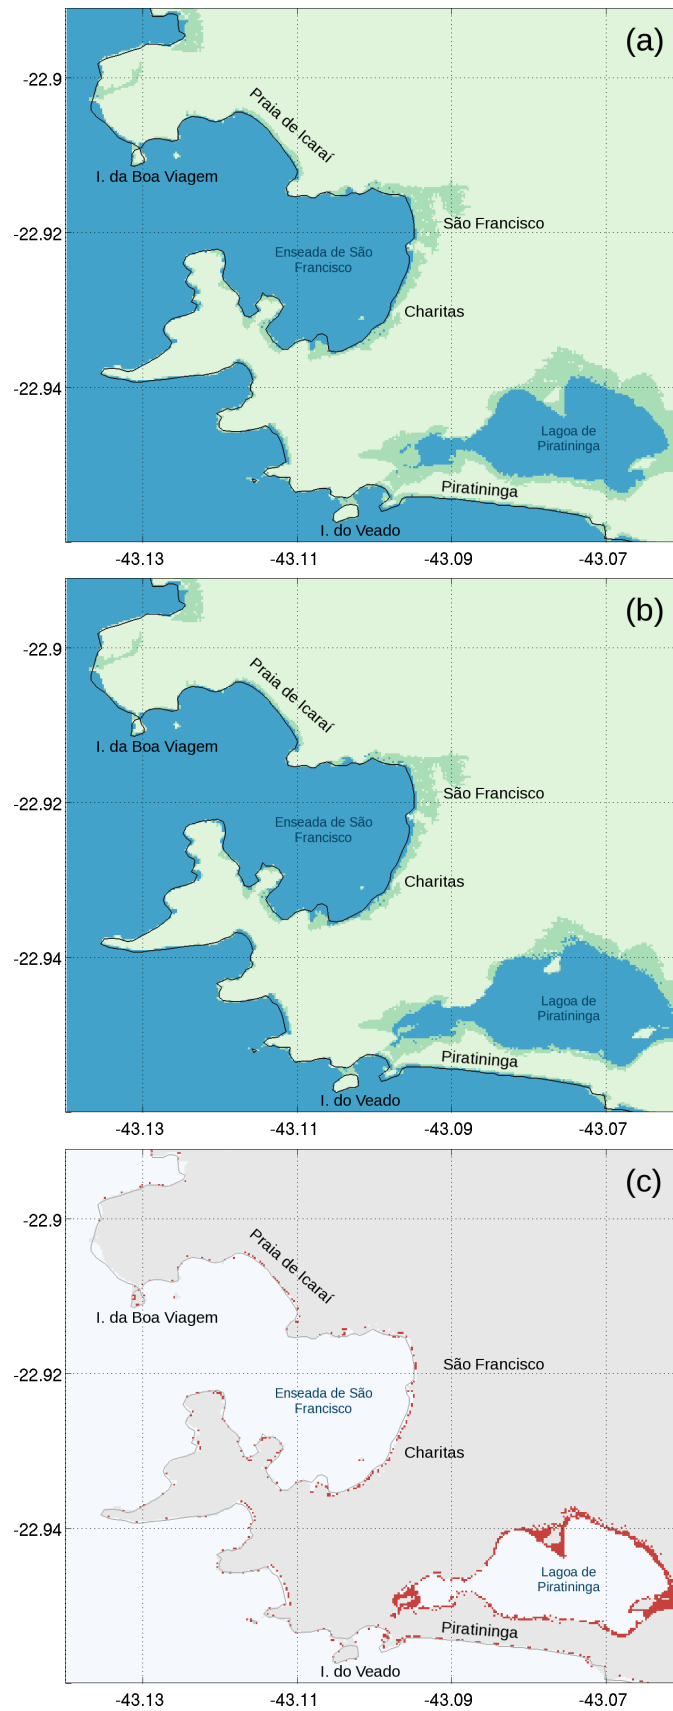 (a)
-22.9
Praia de Icaraí
I. da Boa Viagem
São Francisco
-22.92
Enseada de São
Francisco
Charitas
-22.94
Lagoa de
Piratininga
Piratininga
I. do Veado
-43.13 -43.11 -43.09 -43.07
(b)
-22.9
Praia de Icaraí
I. da Boa Viagem
São Francisco
-22.92
Enseada de São
Francisco
Charitas
-22.94
Lagoa de
Piratininga
Piratininga
I. do Veado
-43.13 -43.11 -43.09 -43.07
(c)
-22.9
Praia de Icaraí
I. da Boa Viagem
São Francisco
-22.92
Enseada de São
Francisco
Charitas
-22.94
Lagoa de
Piratininga
Piratininga
I. do Veado
-43.13 -43.11 -43.09 -43.07